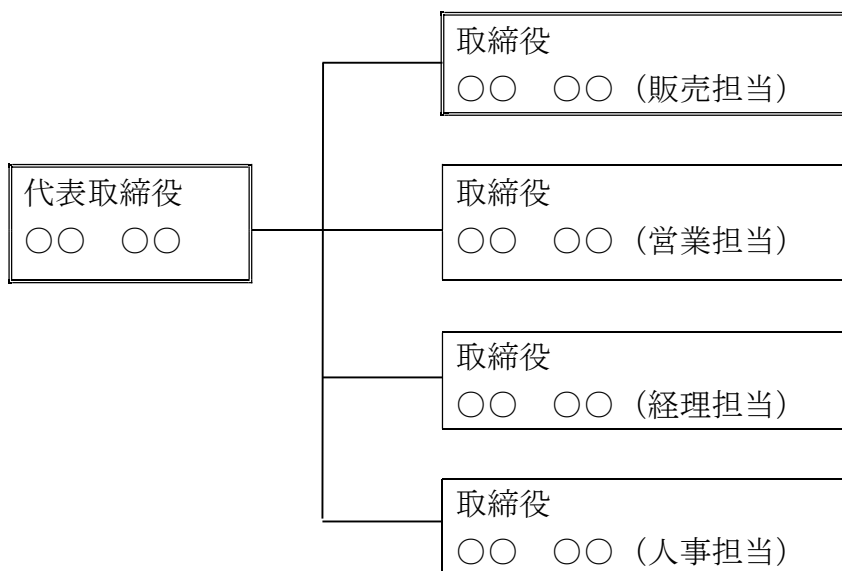 取締役
○○　○○（販売担当）
代表取締役
○○　○○
取締役
○○　○○（営業担当）
取締役
○○　○○（経理担当）
取締役
○○　○○（人事担当）